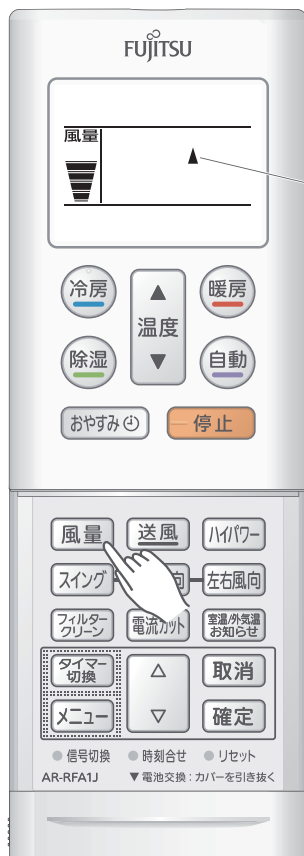 FUJITSU
風量
冷房 暖房
温度
除湿 自動
おやすみ 停止
風量 送風 ハイパワー
スイング 向 左右風向
フィルター クリーン 電流カット 室温/外気温 お知らせ
タイマー 切換 取消
メニュー 確定
信号切換 時刻合せ リセット
AR-RFA1J ▼電池交換：カバーを引き抜く